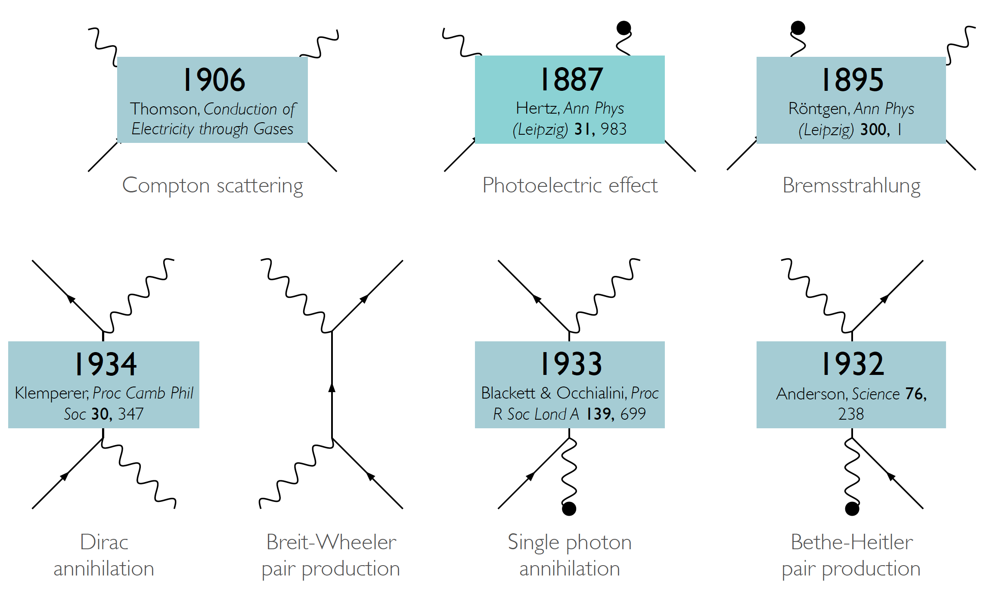 1906
Thomson, Conduction of
Electricity through Gases
Compton scattering
1887
Hertz, Ann Phys
(Leipzig) 31, 983
Photoelectric effect
1895
Röntgen, Ann Phys
(Leipzig) 300, 1
Bremsstrahlung
1934
Klemperer, Proc Camb Phil
Soc 30, 347
Dirac
annihilation
Breit-Wheeler
pair production
1933
Blackett & Occhialini, Proc
R Soc Lond A 139, 699
Single photon
annihilation
1932
Anderson, Science 76,
238
Bethe-Heitler
pair production